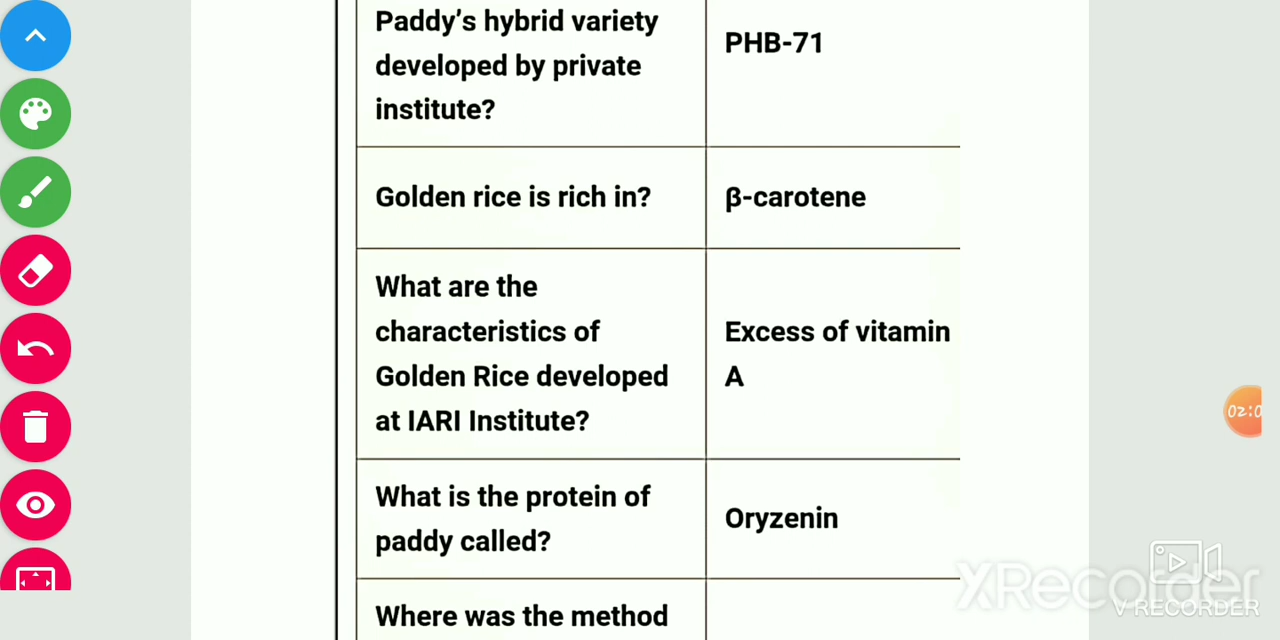 Paddy's hybrid variety
developed by private
institute?
PHB-71
Golden rice is rich in?
β-carotene
What are the
characteristics of
Golden Rice developed
at IARI Institute?
Excess of vitamin
A
What is the protein of
paddy called?
Oryzenin
Where was the method
02:0
XRecorder
V RECORDER